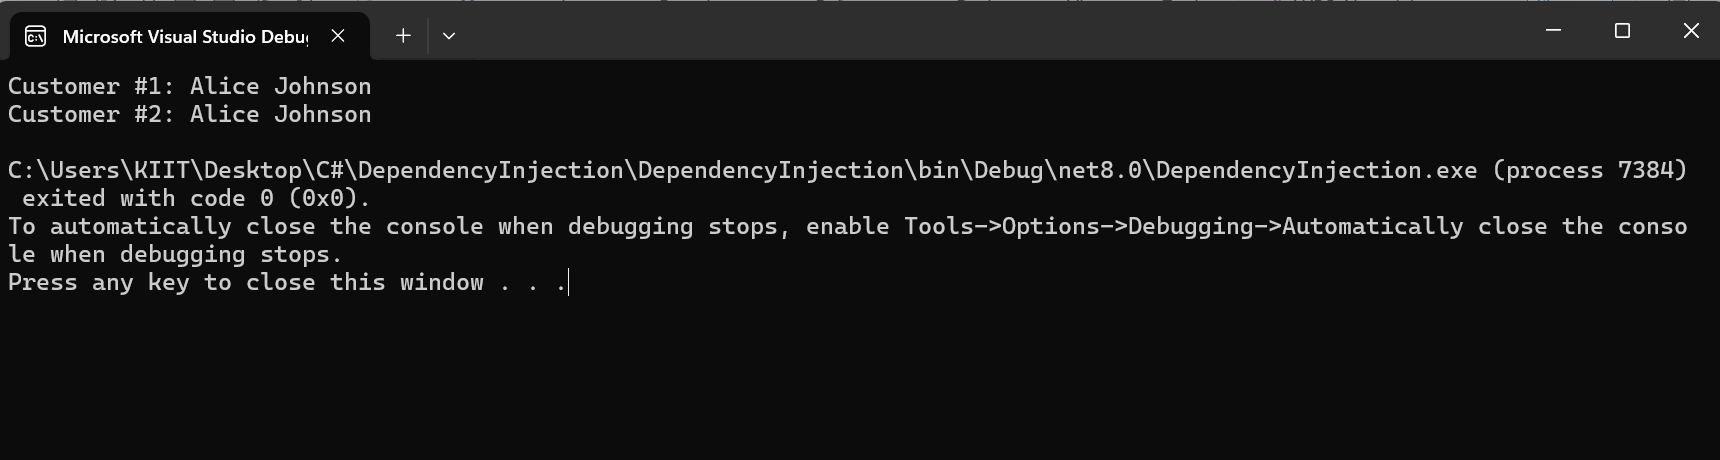 Microsoft Visual Studio Debu
Customer #1: Alice Johnson
Customer #2: Alice Johnson
C:\Users\KIIT\Desktop\C#\DependencyInjection\DependencyInjection\bin\Debug\net8.0\DependencyInjection.exe (process 7384)
exited with code 0 (0x0).
To automatically close the console when debugging stops, enable Tools->Options->Debugging->Automatically close the conso
le when debugging stops.
Press any key to close this window . . .